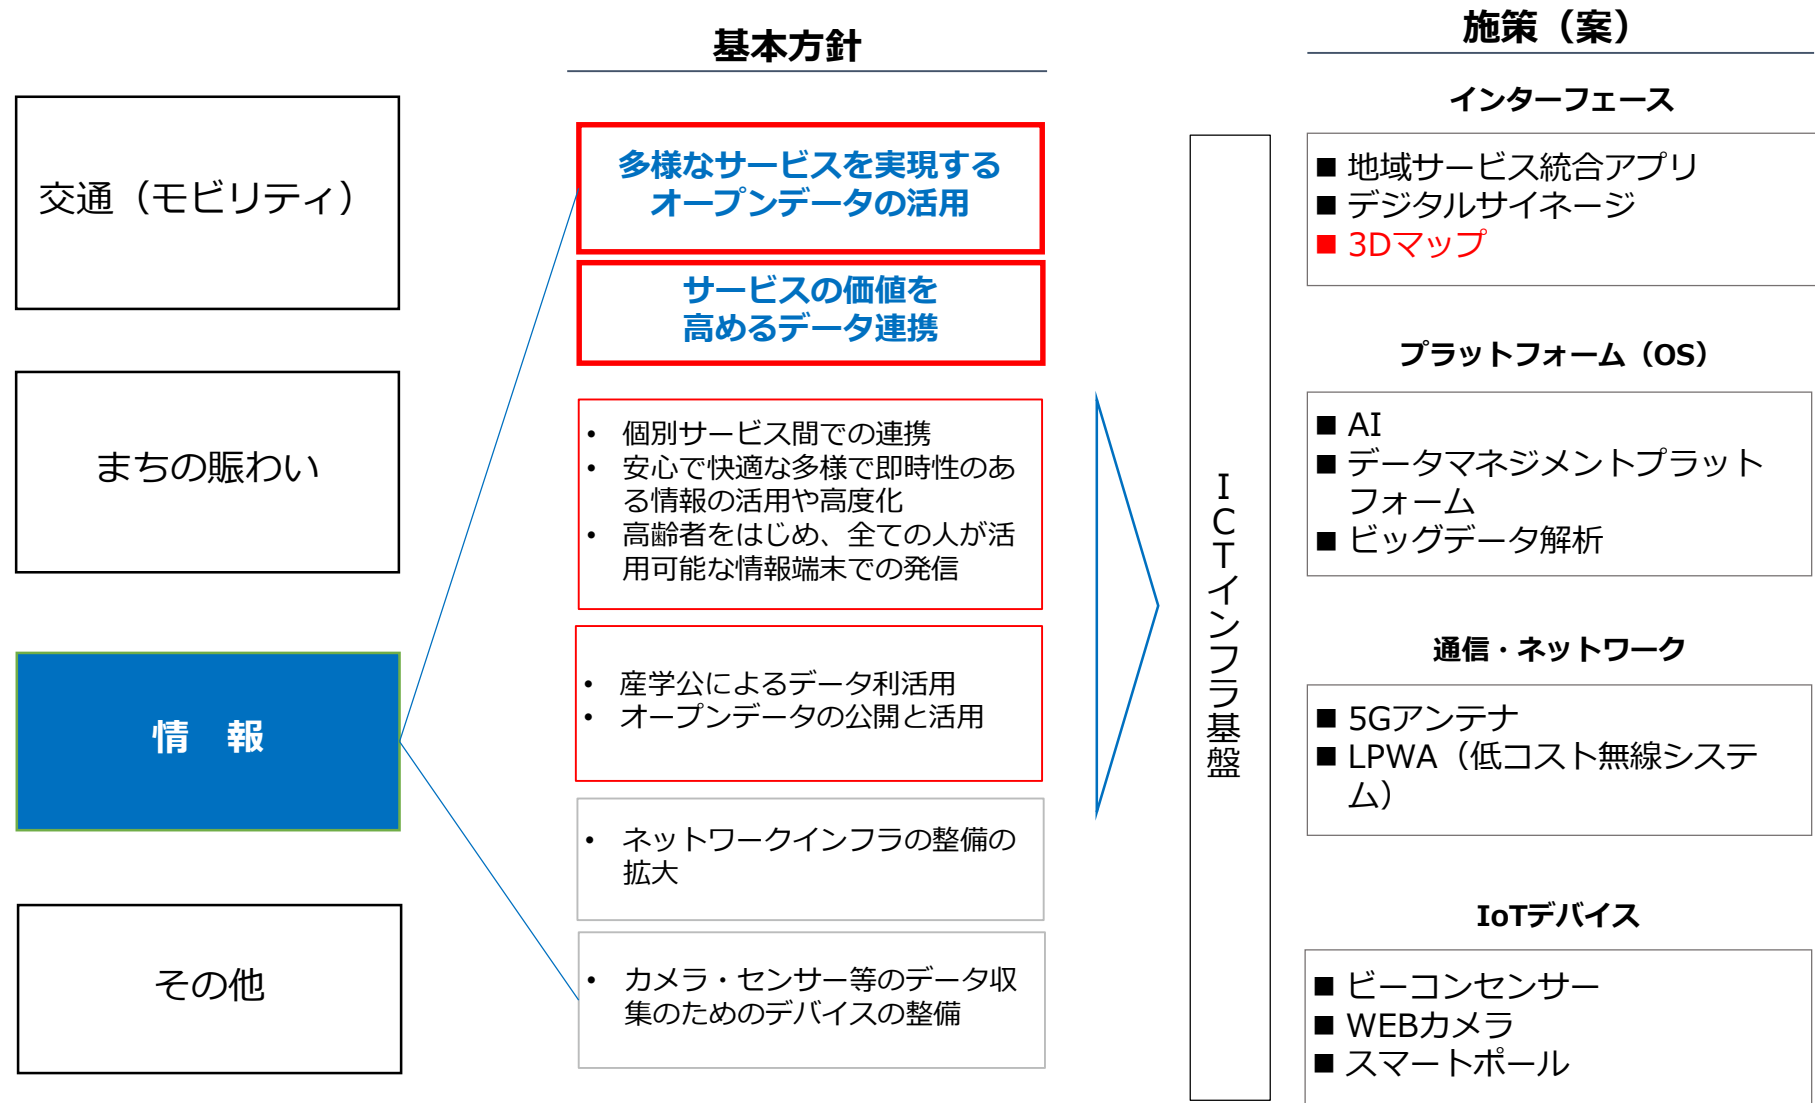 基本方針
施策（案）
交通（モビリティ）
まちの賑わい
情　報
その他
多様なサービスを実現する
オープンデータの活用
サービスの価値を
高めるデータ連携
• 個別サービス間での連携
• 安心で快適な多様で即時性のあ
る情報の活用や高度化
• 高齢者をはじめ、全ての人が活
用可能な情報端末での発信
• 産学公によるデータ利活用
• オープンデータの公開と活用
• ネットワークインフラの整備の
拡大
• カメラ・センサー等のデータ収
集のためのデバイスの整備
ICTインフラ基盤
インターフェース
■ 地域サービス統合アプリ
■ デジタルサイネージ
■ 3Dマップ
プラットフォーム（OS）
■ AI
■ データマネジメントプラット
フォーム
■ ビッグデータ解析
通信・ネットワーク
■ 5Gアンテナ
■ LPWA（低コスト無線システ
ム）
IoTデバイス
■ ビーコンセンサー
■ WEBカメラ
■ スマートポール